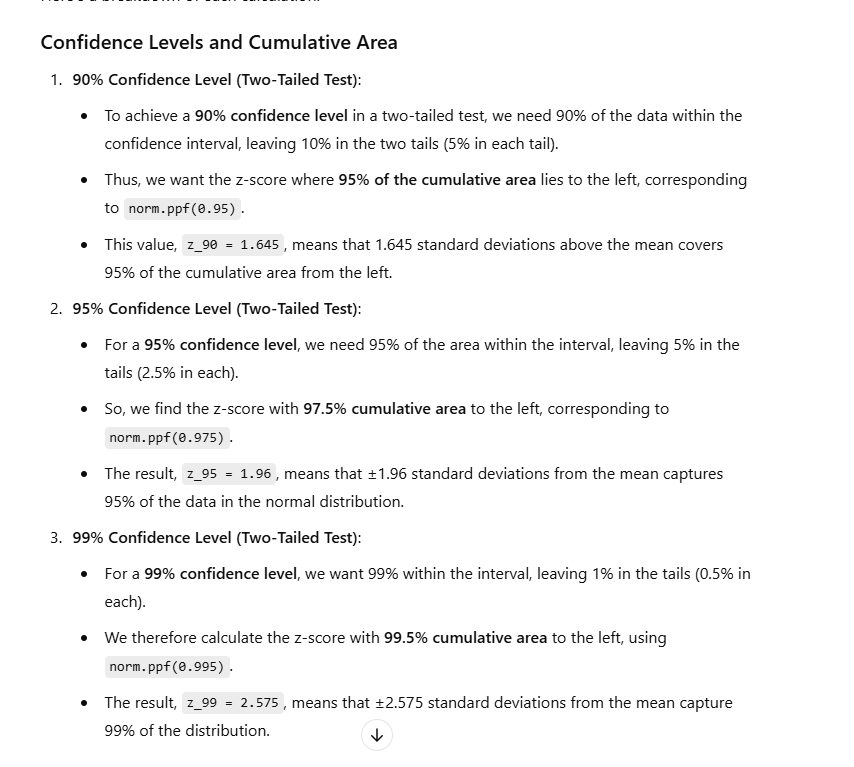 Confidence Levels and Cumulative Area
1. 90% Confidence Level (Two-Tailed Test):
• To achieve a 90% confidence level in a two-tailed test, we need 90% of the data within the
confidence interval, leaving 10% in the two tails (5% in each tail).
• Thus, we want the z-score where 95% of the cumulative area lies to the left, corresponding
to norm.ppf(0.95) .
• This value, z_90 = 1.645 , means that 1.645 standard deviations above the mean covers
95% of the cumulative area from the left.
2. 95% Confidence Level (Two-Tailed Test):
• For a 95% confidence level, we need 95% of the area within the interval, leaving 5% in the
tails (2.5% in each).
• So, we find the z-score with 97.5% cumulative area to the left, corresponding to
norm.ppf(0.975) .
• The result, z_95 = 1.96 , means that ±1.96 standard deviations from the mean captures
95% of the data in the normal distribution.
3. 99% Confidence Level (Two-Tailed Test):
• For a 99% confidence level, we want 99% within the interval, leaving 1% in the tails (0.5% in
each).
• We therefore calculate the z-score with 99.5% cumulative area to the left, using
norm.ppf(0.995) .
• The result, z_99 = 2.575 , means that ±2.575 standard deviations from the mean capture
99% of the distribution.